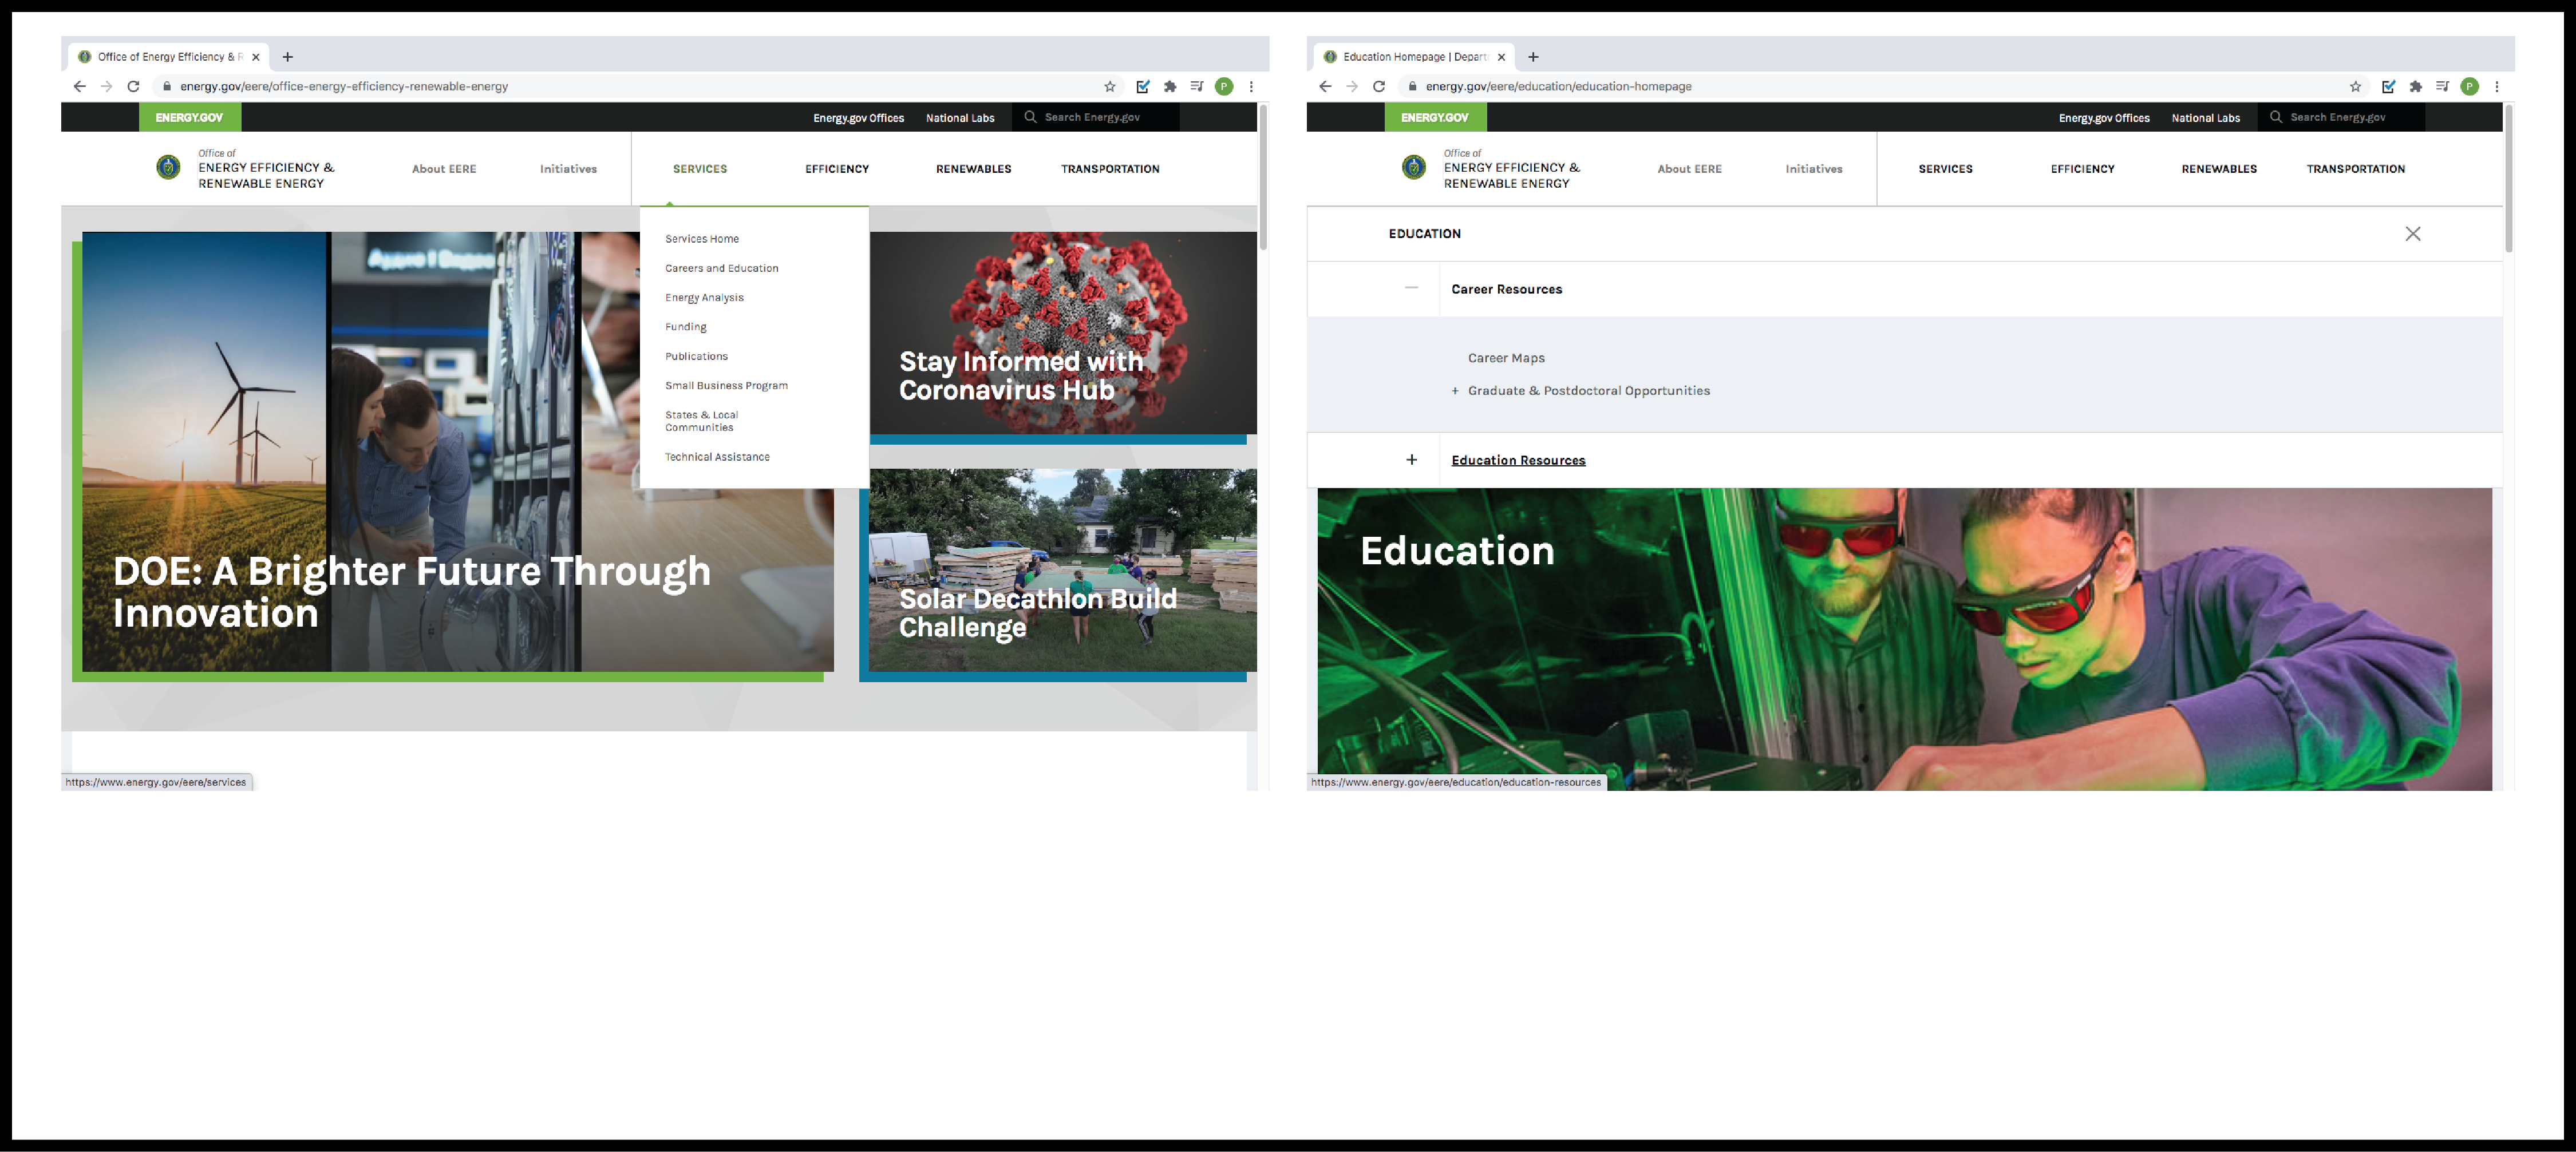 Office of Energy Efficiency & R
energy.gov/eere/office-energy-efficiency-renewable-energy
P
ENERGY.GOV
Energy.gov Offices
National Labs
Search Energy.gov
Office of
ENERGY EFFICIENCY &
RENEWABLE ENERGY
About EERE
Initiatives
SERVICES
EFFICIENCY
RENEWABLES
TRANSPORTATION
Services Home
Careers and Education
Energy Analysis
Funding
Publications
Small Business Program
States & Local
Communities
Technical Assistance
Stay Informed with
Coronavirus Hub
DOE: A Brighter Future Through
Innovation
Solar Decathlon Build
Challenge
https://www.energy.gov/eere/services
Education Homepage | Depart
energy.gov/eere/education/education-homepage
P
ENERGY.GOV
Energy.gov Offices
National Labs
Search Energy.gov
Office of
ENERGY EFFICIENCY &
RENEWABLE ENERGY
About EERE
Initiatives
SERVICES
EFFICIENCY
RENEWABLES
TRANSPORTATION
EDUCATION
Career Resources
Career Maps
+ Graduate & Postdoctoral Opportunities
+ Education Resources
Education
https://www.energy.gov/eere/education/education-resources